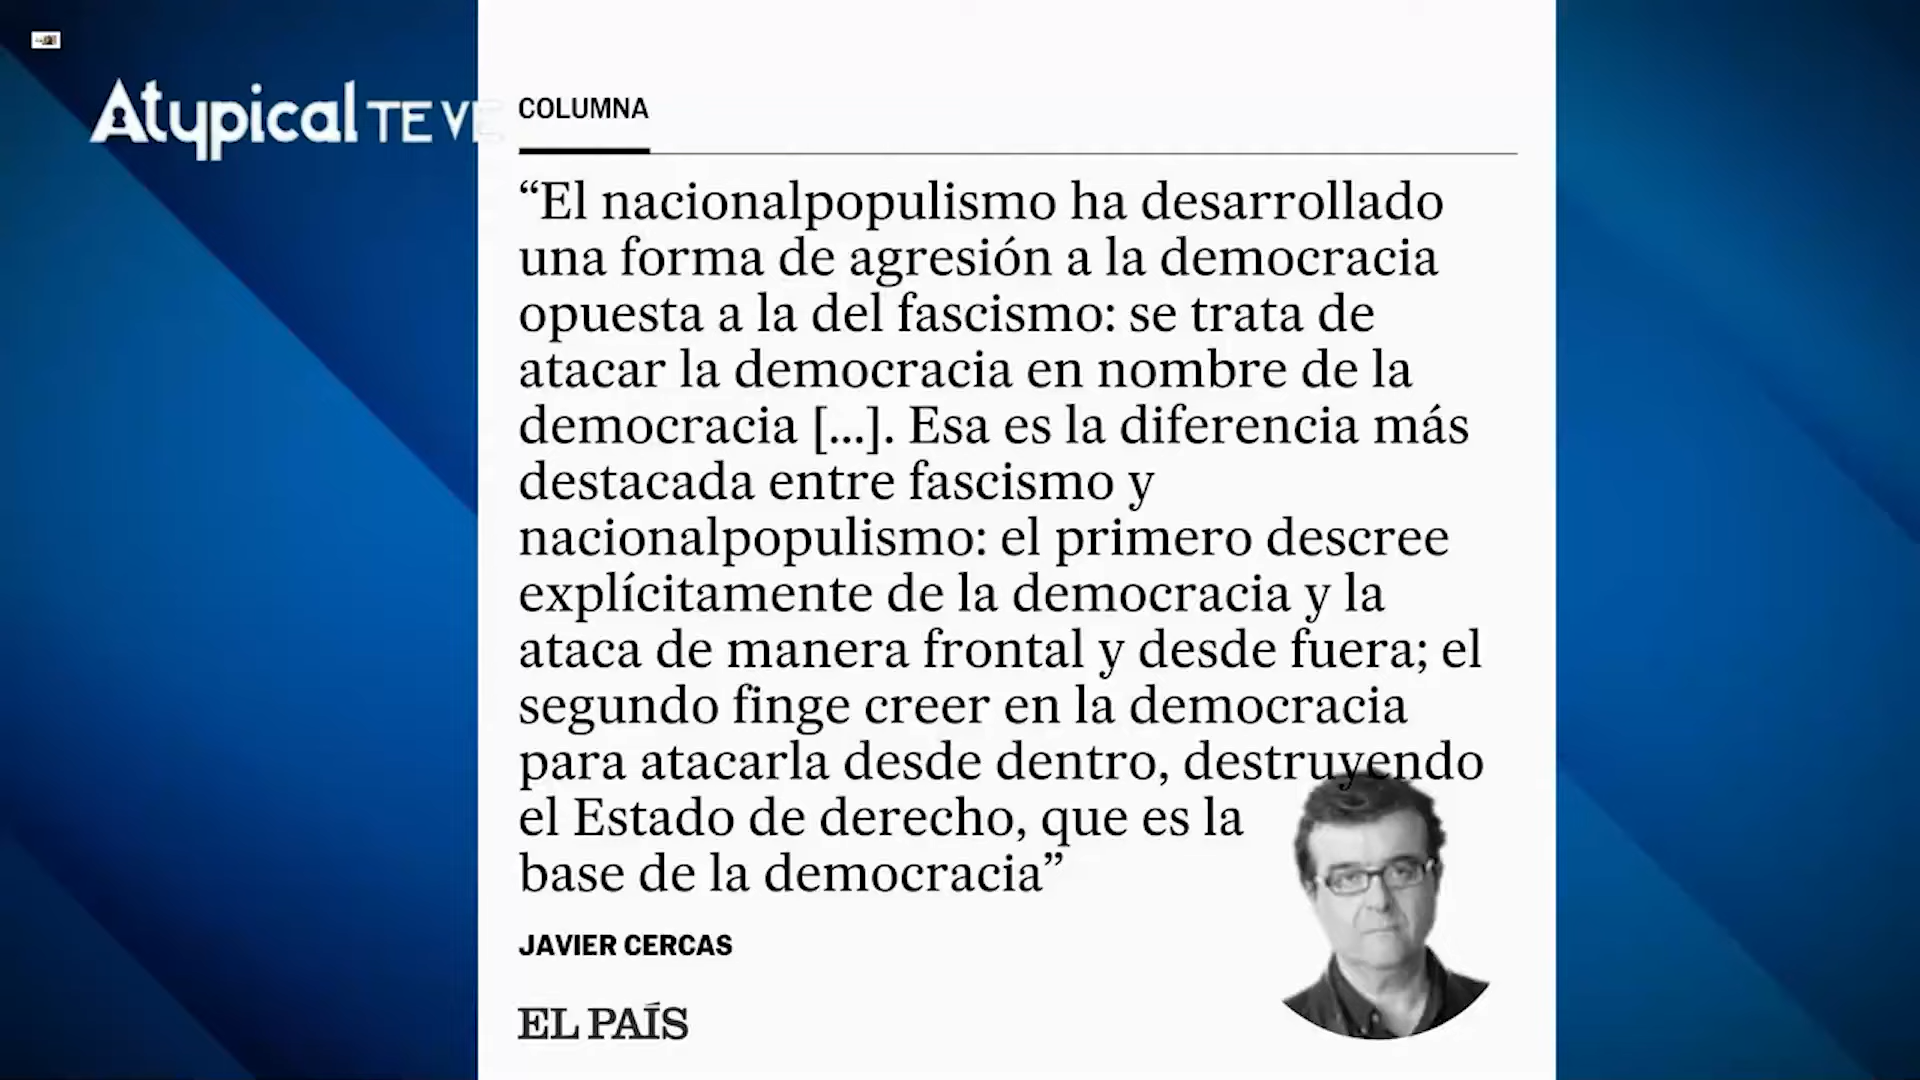 Atypical TE VE
COLUMNA
“El nacionalpopulismo ha desarrollado
una forma de agresión a la democracia
opuesta a la del fascismo: se trata de
atacar la democracia en nombre de la
democracia [...]. Esa es la diferencia más
destacada entre fascismo y
nacionalpopulismo: el primero descree
explícitamente de la democracia y la
ataca de manera frontal y desde fuera; el
segundo finge creer en la democracia
para atacarla desde dentro, destruyendo
el Estado de derecho, que es la
base de la democracia”
JAVIER CERCAS
EL PAÍS